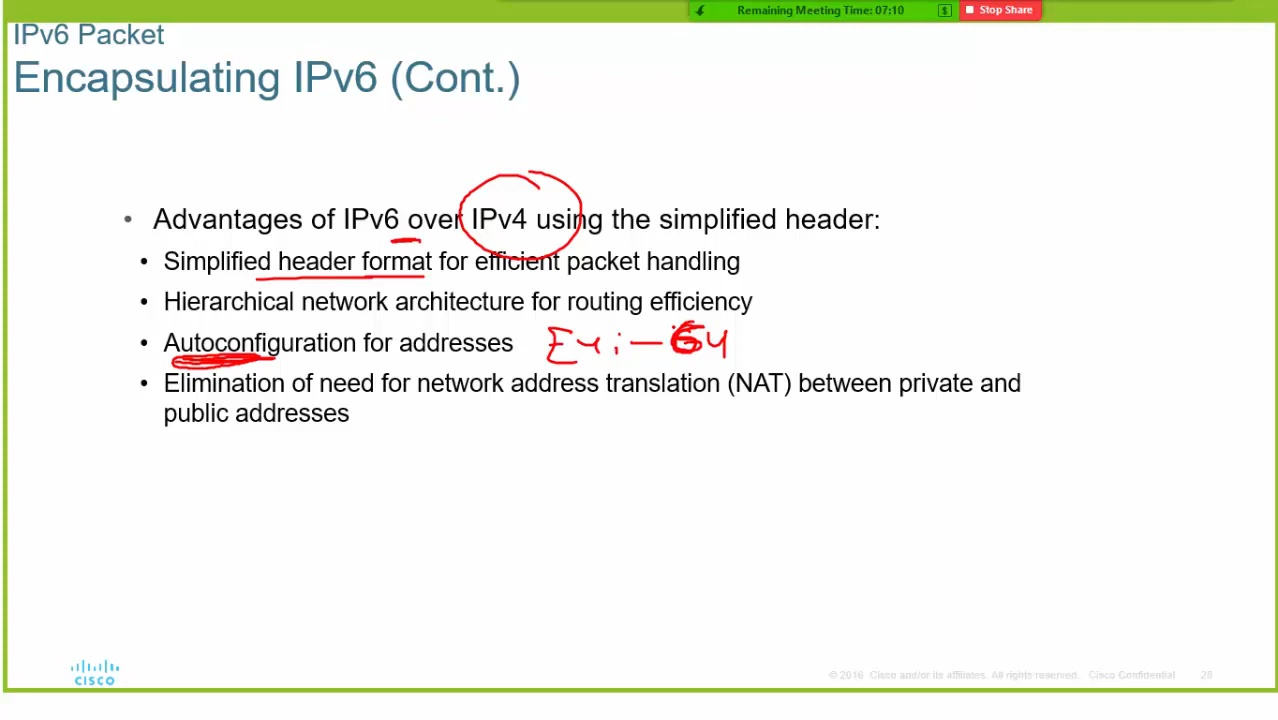 Remaining Meeting Time: 07:10 $ Stop Share
IPv6 Packet
Encapsulating IPv6 (Cont.)
• Advantages of IPv6 over IPv4 using the simplified header:
• Simplified header format for efficient packet handling
• Hierarchical network architecture for routing efficiency
• Autoconfiguration for addresses Eui-64
• Elimination of need for network address translation (NAT) between private and
public addresses
CISCO
© 2016 Cisco and/or its affiliates. All rights reserved. Cisco Confidential 28